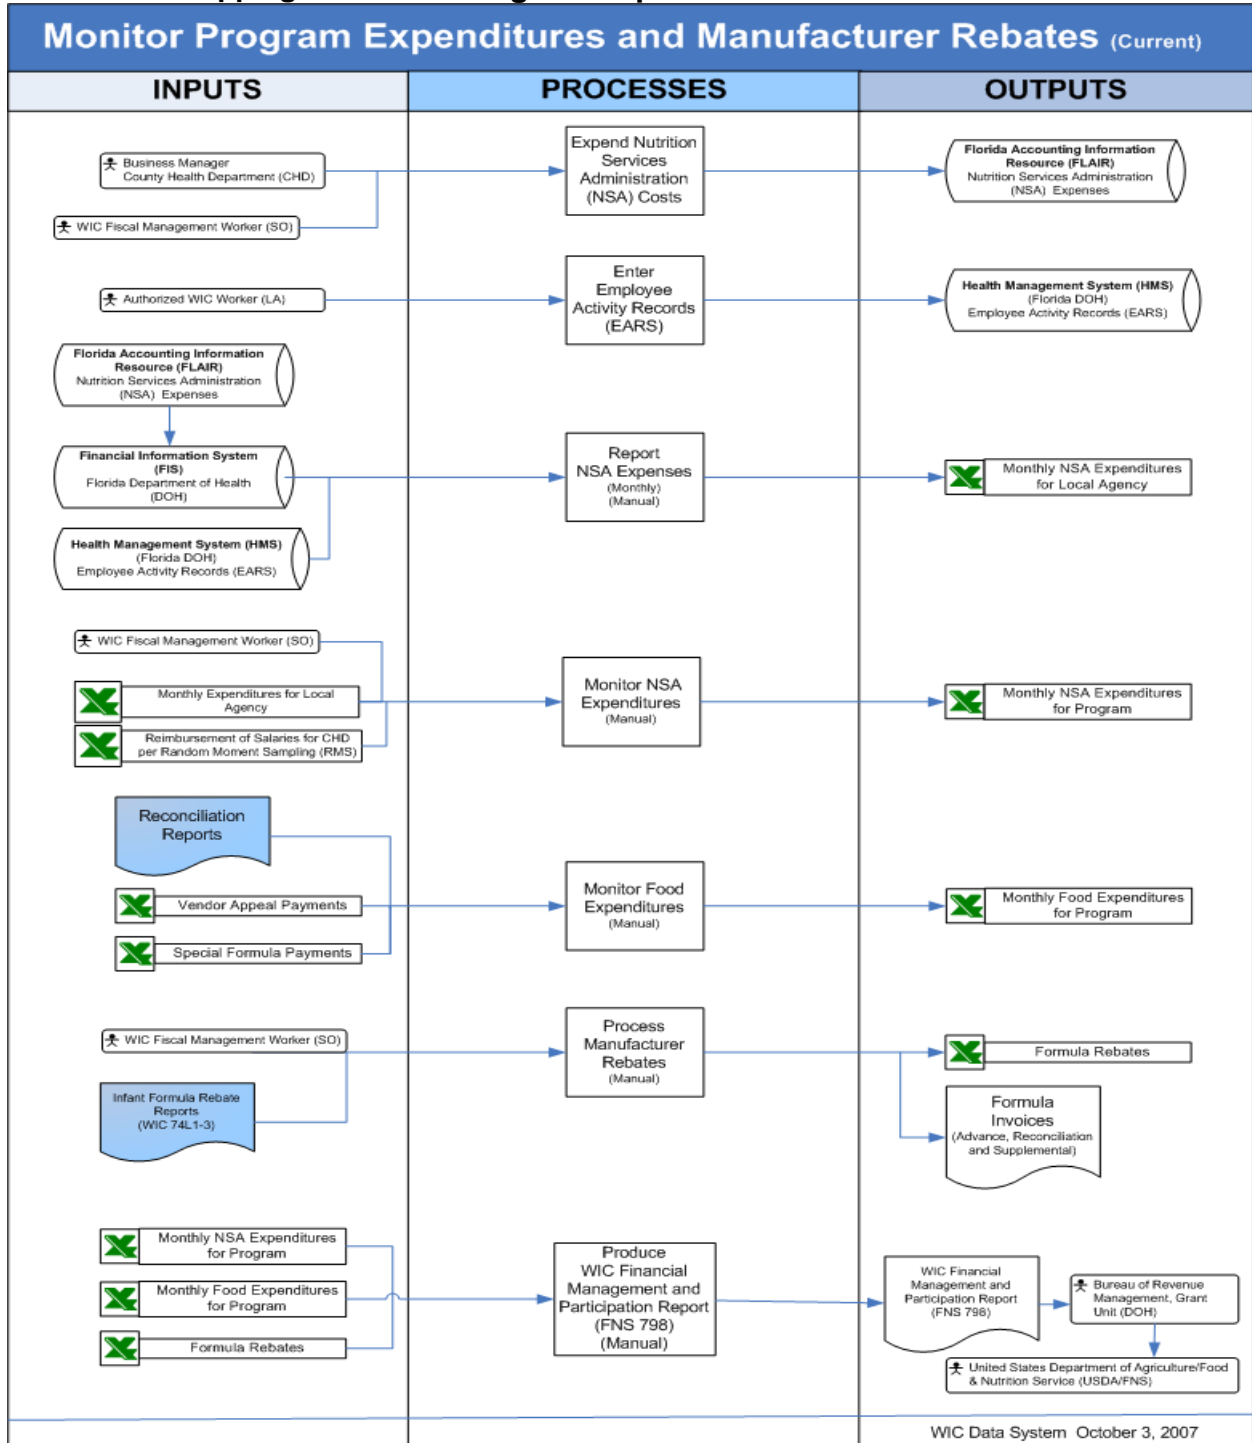 Monitor Program Expenditures and Manufacturer Rebates (Current)
INPUTS
PROCESSES
OUTPUTS
Business Manager
County Health Department (CHD)
WIC Fiscal Management Worker (SO)
Expend Nutrition
Services
Administration
(NSA) Costs
Florida Accounting Information
Resource (FLAIR)
Nutrition Services Administration
(NSA) Expenses
Authorized WIC Worker (LA)
Enter
Employee
Activity Records
(EARS)
Health Management System (HMS)
(Florida DOH)
Employee Activity Records (EARS)
Florida Accounting Information
Resource (FLAIR)
Nutrition Services Administration
(NSA) Expenses
Financial Information System
(FIS)
Florida Department of Health
(DOH)
Health Management System (HMS)
(Florida DOH)
Employee Activity Records (EARS)
Report
NSA Expenses
(Monthly)
(Manual)
Monthly NSA Expenditures
for Local Agency
WIC Fiscal Management Worker (SO)
Monthly Expenditures for Local
Agency
Reimbursement of Salaries for CHD
per Random Moment Sampling (RMS)
Monitor NSA
Expenditures
(Manual)
Monthly NSA Expenditures
for Program
Reconciliation
Reports
Vendor Appeal Payments
Special Formula Payments
Monitor Food
Expenditures
(Manual)
Monthly Food Expenditures
for Program
WIC Fiscal Management Worker (SO)
Infant Formula Rebate
Reports
(WIC 74L1-3)
Process
Manufacturer
Rebates
(Manual)
Formula Rebates
Formula
Invoices
(Advance, Reconciliation
and Supplemental)
Monthly NSA Expenditures
for Program
Monthly Food Expenditures
for Program
Formula Rebates
Produce
WIC Financial
Management and
Participation Report
(FNS 798)
(Manual)
WIC Financial
Management and
Participation Report
(FNS 798)
Bureau of Revenue
Management, Grant
Unit (DOH)
United States Department of Agriculture/Food
& Nutrition Service (USDA/FNS)
WIC Data System October 3, 2007